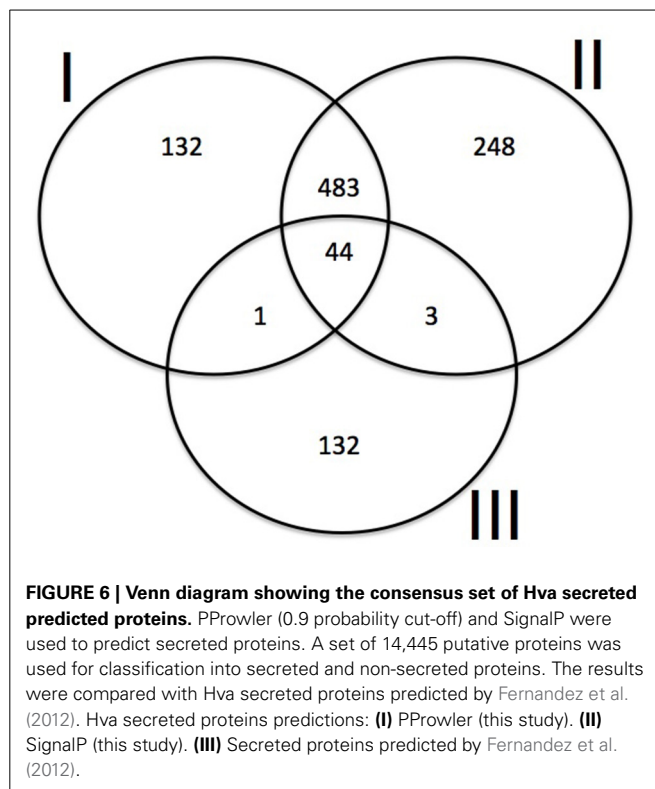 I
II
132
248
483
44
1
3
132
III
FIGURE 6 | Venn diagram showing the consensus set of Hva secreted
predicted proteins. PProwler (0.9 probability cut-off) and SignalP were
used to predict secreted proteins. A set of 14,445 putative proteins was
used for classification into secreted and non-secreted proteins. The results
were compared with Hva secreted proteins predicted by Fernandez et al.
(2012). Hva secreted proteins predictions: (I) PProwler (this study). (II)
SignalP (this study). (III) Secreted proteins predicted by Fernandez et al.
(2012).